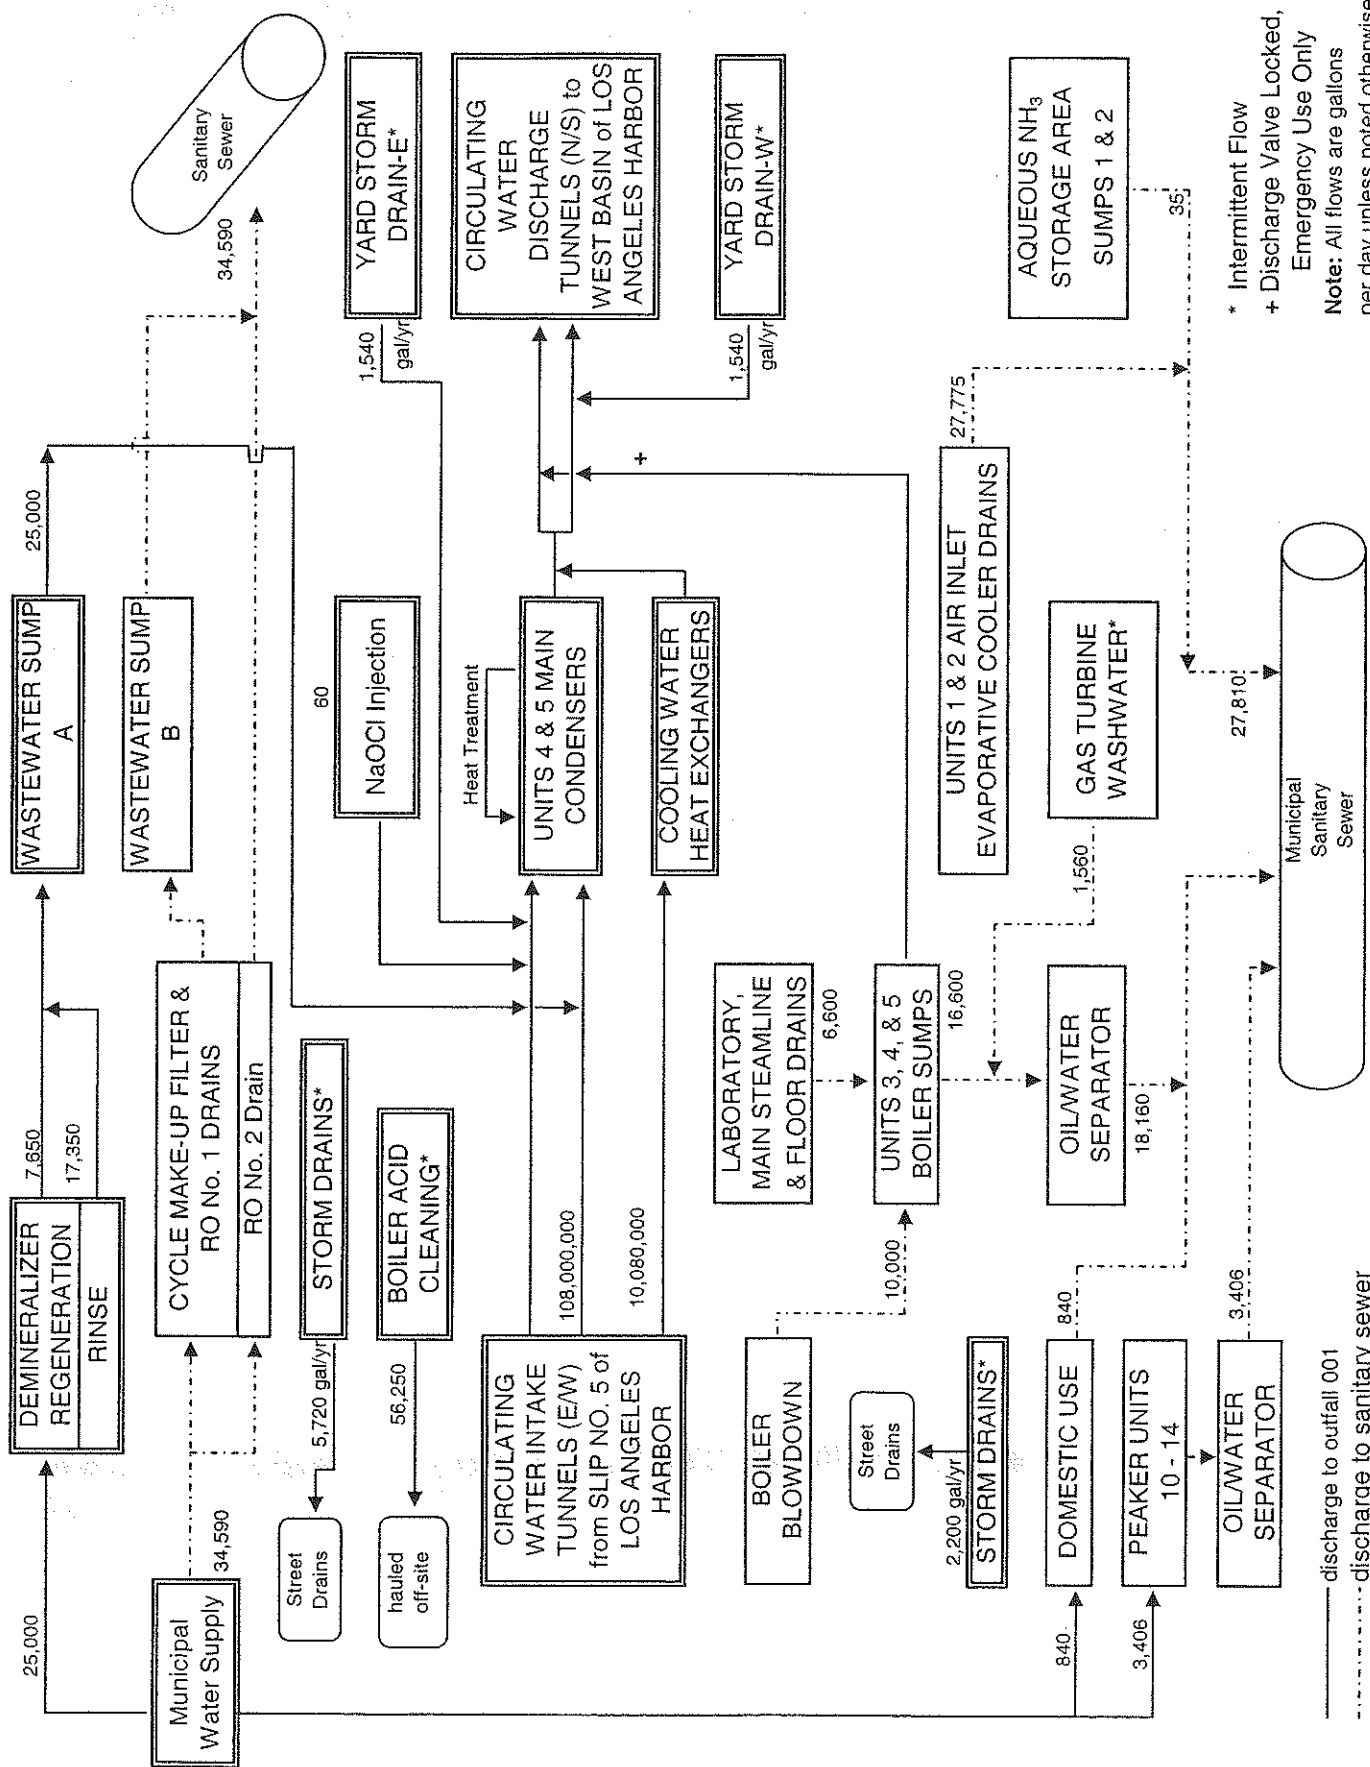 25,000
Municipal
Water Supply
34,590
DEMINERALIZER
REGENERATION
RINSE
7,650
17,350
WASTEWATER SUMP
A
25,000
CYCLE MAKE-UP FILTER &
RO No. 1 DRAINS
RO No. 2 Drain
WASTEWATER SUMP
B
34,590
Sanitary
Sewer
Street
Drains
5,720 gal/yr
STORM DRAINS*
hauled
off-site
56,250
BOILER ACID
CLEANING*
60
NaOCl Injection
YARD STORM
DRAIN-E*
1,540
gal/yr
CIRCULATING
WATER INTAKE
TUNNELS (E/W)
from SLIP NO. 5 of
LOS ANGELES
HARBOR
108,000,000
10,080,000
Heat Treatment
UNITS 4 & 5 MAIN
CONDENSERS
COOLING WATER
HEAT EXCHANGERS
CIRCULATING
WATER
DISCHARGE
TUNNELS (N/S) to
WEST BASIN of LOS
ANGELES HARBOR
+
1,540
gal/yr
YARD STORM
DRAIN-W*
LABORATORY,
MAIN STEAMLINE
& FLOOR DRAINS
6,600
BOILER
BLOWDOWN
10,000
UNITS 3, 4, & 5
BOILER SUMPS
16,600
Street
Drains
2,200 gal/yr
STORM DRAINS*
OIL/WATER
SEPARATOR
18,160
1,560
GAS TURBINE
WASHWATER*
UNITS 1 & 2 AIR INLET
EVAPORATIVE COOLER DRAINS
27,775
AQUEOUS NH₃
STORAGE AREA
SUMPS 1 & 2
35
27,810
840
DOMESTIC USE
840
3,406
PEAKER UNITS
10 - 14
OIL/WATER
SEPARATOR
3,406
Municipal
Sanitary
Sewer
* Intermittent Flow
+ Discharge Valve Locked,
Emergency Use Only
Note: All flows are gallons
per day unless noted otherwise
discharge to outfall 001
discharge to sanitary sewer